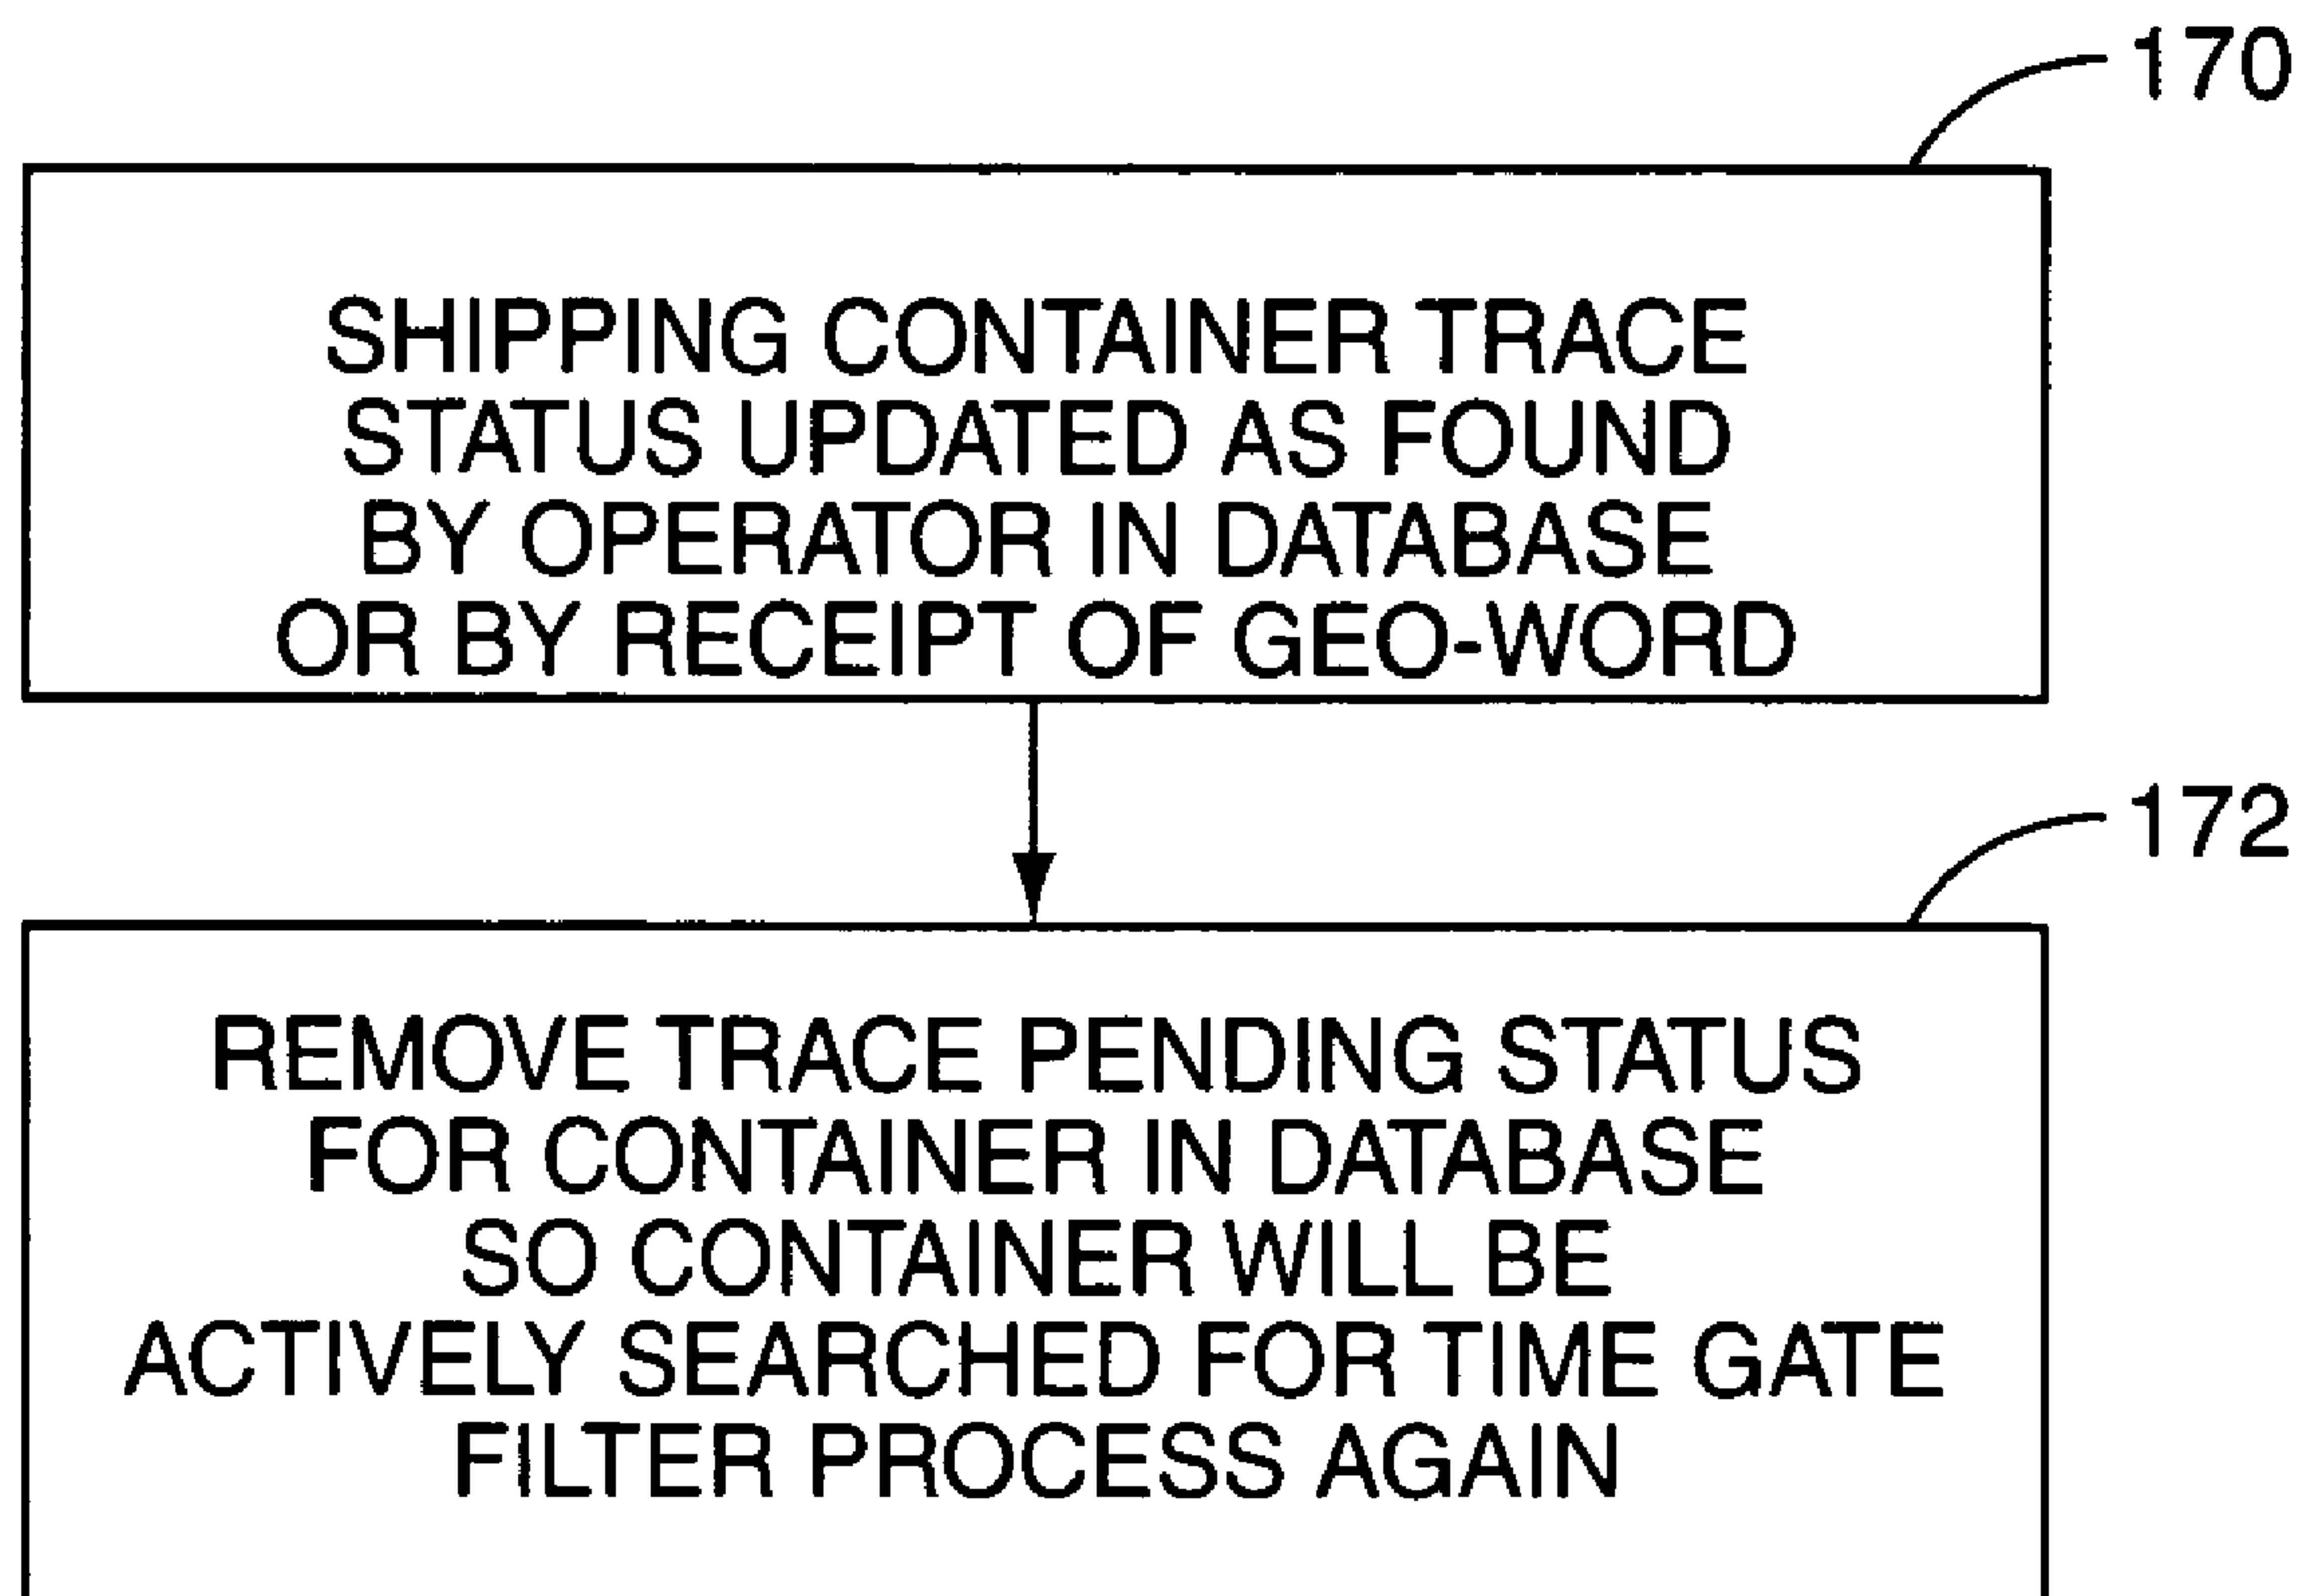 170
SHIPPING CONTAINER TRACE
STATUS UPDATED AS FOUND
BY OPERATOR IN DATABASE
OR BY RECEIPT OF GEO-WORD
172
REMOVE TRACE PENDING STATUS
FOR CONTAINER IN DATABASE
SO CONTAINER WILL BE
ACTIVELY SEARCHED FOR TIME GATE
FILTER PROCESS AGAIN